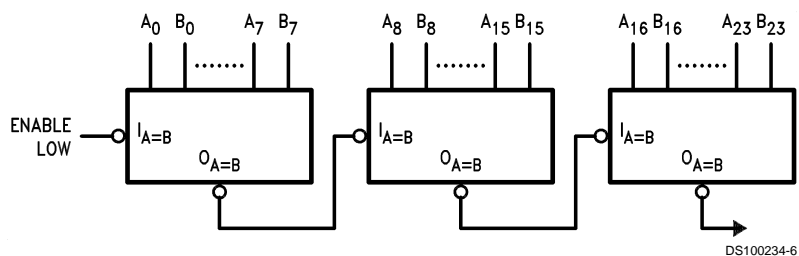 A0 B0 ........ A7 B7 A8 B8 ........ A15 B15 A16 B16 ........ A23 B23
ENABLE LOW
IA=B
OA=B
IA=B
OA=B
IA=B
OA=B
DS100234-6